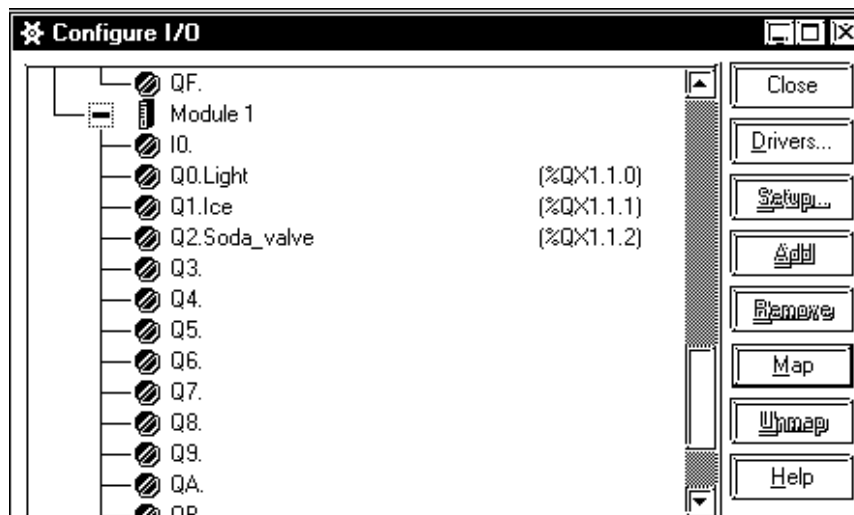 Configure I/O
QF.
Module 1
I0.
Q0.Light (%QX1.1.0)
Q1.Ice (%QX1.1.1)
Q2.Soda_valve (%QX1.1.2)
Q3.
Q4.
Q5.
Q6.
Q7.
Q8.
Q9.
QA.
QB.
Close
Drivers...
Setup...
Add
Remove
Map
Unmap
Help